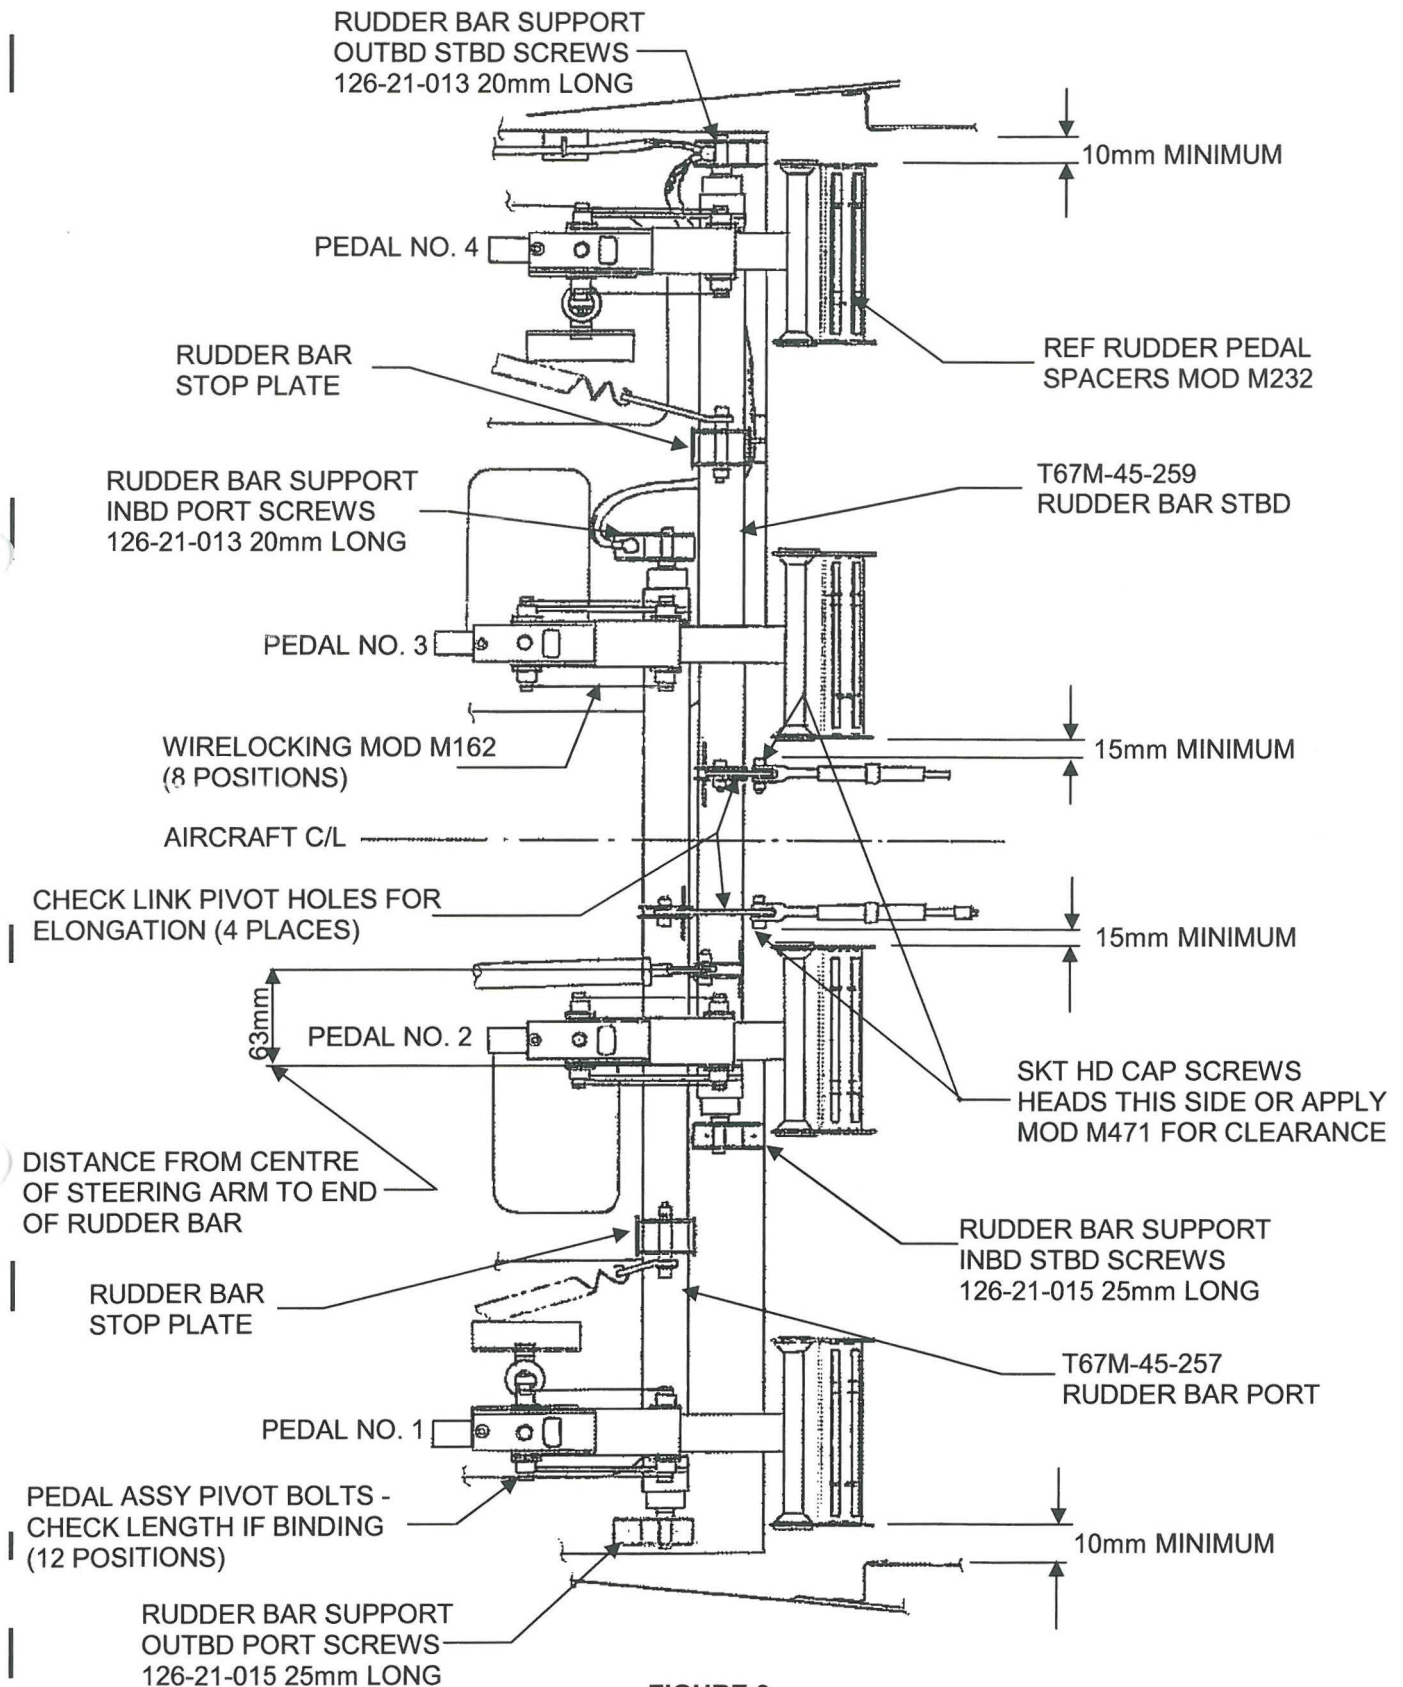 RUDDER BAR SUPPORT
OUTBD STBD SCREWS
126-21-013 20mm LONG
10mm MINIMUM
PEDAL NO. 4
RUDDER BAR
STOP PLATE
REF RUDDER PEDAL
SPACERS MOD M232
RUDDER BAR SUPPORT
INBD PORT SCREWS
126-21-013 20mm LONG
T67M-45-259
RUDDER BAR STBD
PEDAL NO. 3
WIRELOCKING MOD M162
(8 POSITIONS)
15mm MINIMUM
AIRCRAFT C/L
CHECK LINK PIVOT HOLES FOR
ELONGATION (4 PLACES)
15mm MINIMUM
63mm
PEDAL NO. 2
SKT HD CAP SCREWS
HEADS THIS SIDE OR APPLY
MOD M471 FOR CLEARANCE
DISTANCE FROM CENTRE
OF STEERING ARM TO END
OF RUDDER BAR
RUDDER BAR SUPPORT
INBD STBD SCREWS
126-21-015 25mm LONG
RUDDER BAR
STOP PLATE
T67M-45-257
RUDDER BAR PORT
PEDAL NO. 1
PEDAL ASSY PIVOT BOLTS -
CHECK LENGTH IF BINDING
(12 POSITIONS)
10mm MINIMUM
RUDDER BAR SUPPORT
OUTBD PORT SCREWS
126-21-015 25mm LONG